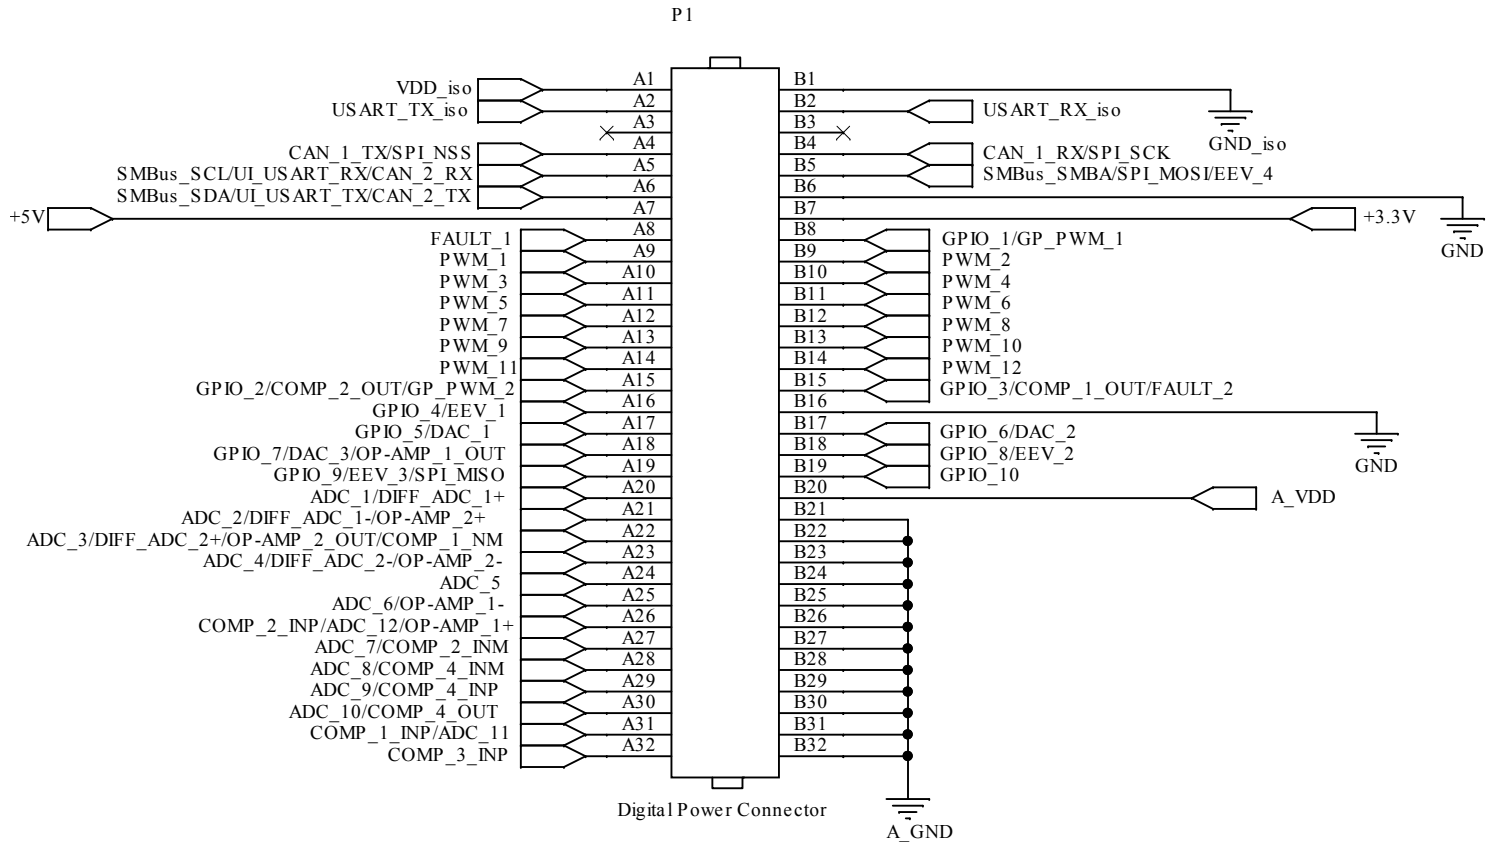 P1
VDD_iso A1 B1
USART_TX_iso A2 B2 USART_RX_iso
A3 B3
GND_iso
CAN_1_TX/SPI_NSS A4 B4 CAN_1_RX/SPI_SCK
SMBus_SCL/UI_USART_RX/CAN_2_RX A5 B5 SMBus_SMBA/SPI_MOSI/EEV_4
SMBus_SDA/UI_USART_TX/CAN_2_TX A6 B6
+5V A7 B7 +3.3V
GND
FAULT_1 A8 B8 GPIO_1/GP_PWM_1
PWM_1 A9 B9 PWM_2
PWM_3 A10 B10 PWM_4
PWM_5 A11 B11 PWM_6
PWM_7 A12 B12 PWM_8
PWM_9 A13 B13 PWM_10
PWM_11 A14 B14 PWM_12
GPIO_2/COMP_2_OUT/GP_PWM_2 A15 B15 GPIO_3/COMP_1_OUT/FAULT_2
GPIO_4/EEV_1 A16 B16
GPIO_5/DAC_1 A17 B17 GPIO_6/DAC_2
GPIO_7/DAC_3/OP-AMP_1_OUT A18 B18 GPIO_8/EEV_2
GND
GPIO_9/EEV_3/SPI_MISO A19 B19 GPIO_10
ADC_1/DIFF_ADC_1+ A20 B20 A_VDD
ADC_2/DIFF_ADC_1-/OP-AMP_2+ A21 B21
ADC_3/DIFF_ADC_2+/OP-AMP_2_OUT/COMP_1_NM A22 B22
ADC_4/DIFF_ADC_2-/OP-AMP_2- A23 B23
ADC_5 A24 B24
ADC_6/OP-AMP_1- A25 B25
COMP_2_INP/ADC_12/OP-AMP_1+ A26 B26
ADC_7/COMP_2_INM A27 B27
ADC_8/COMP_4_INM A28 B28
ADC_9/COMP_4_INP A29 B29
ADC_10/COMP_4_OUT A30 B30
COMP_1_INP/ADC_11 A31 B31
COMP_3_INP A32 B32
Digital Power Connector
A_GND